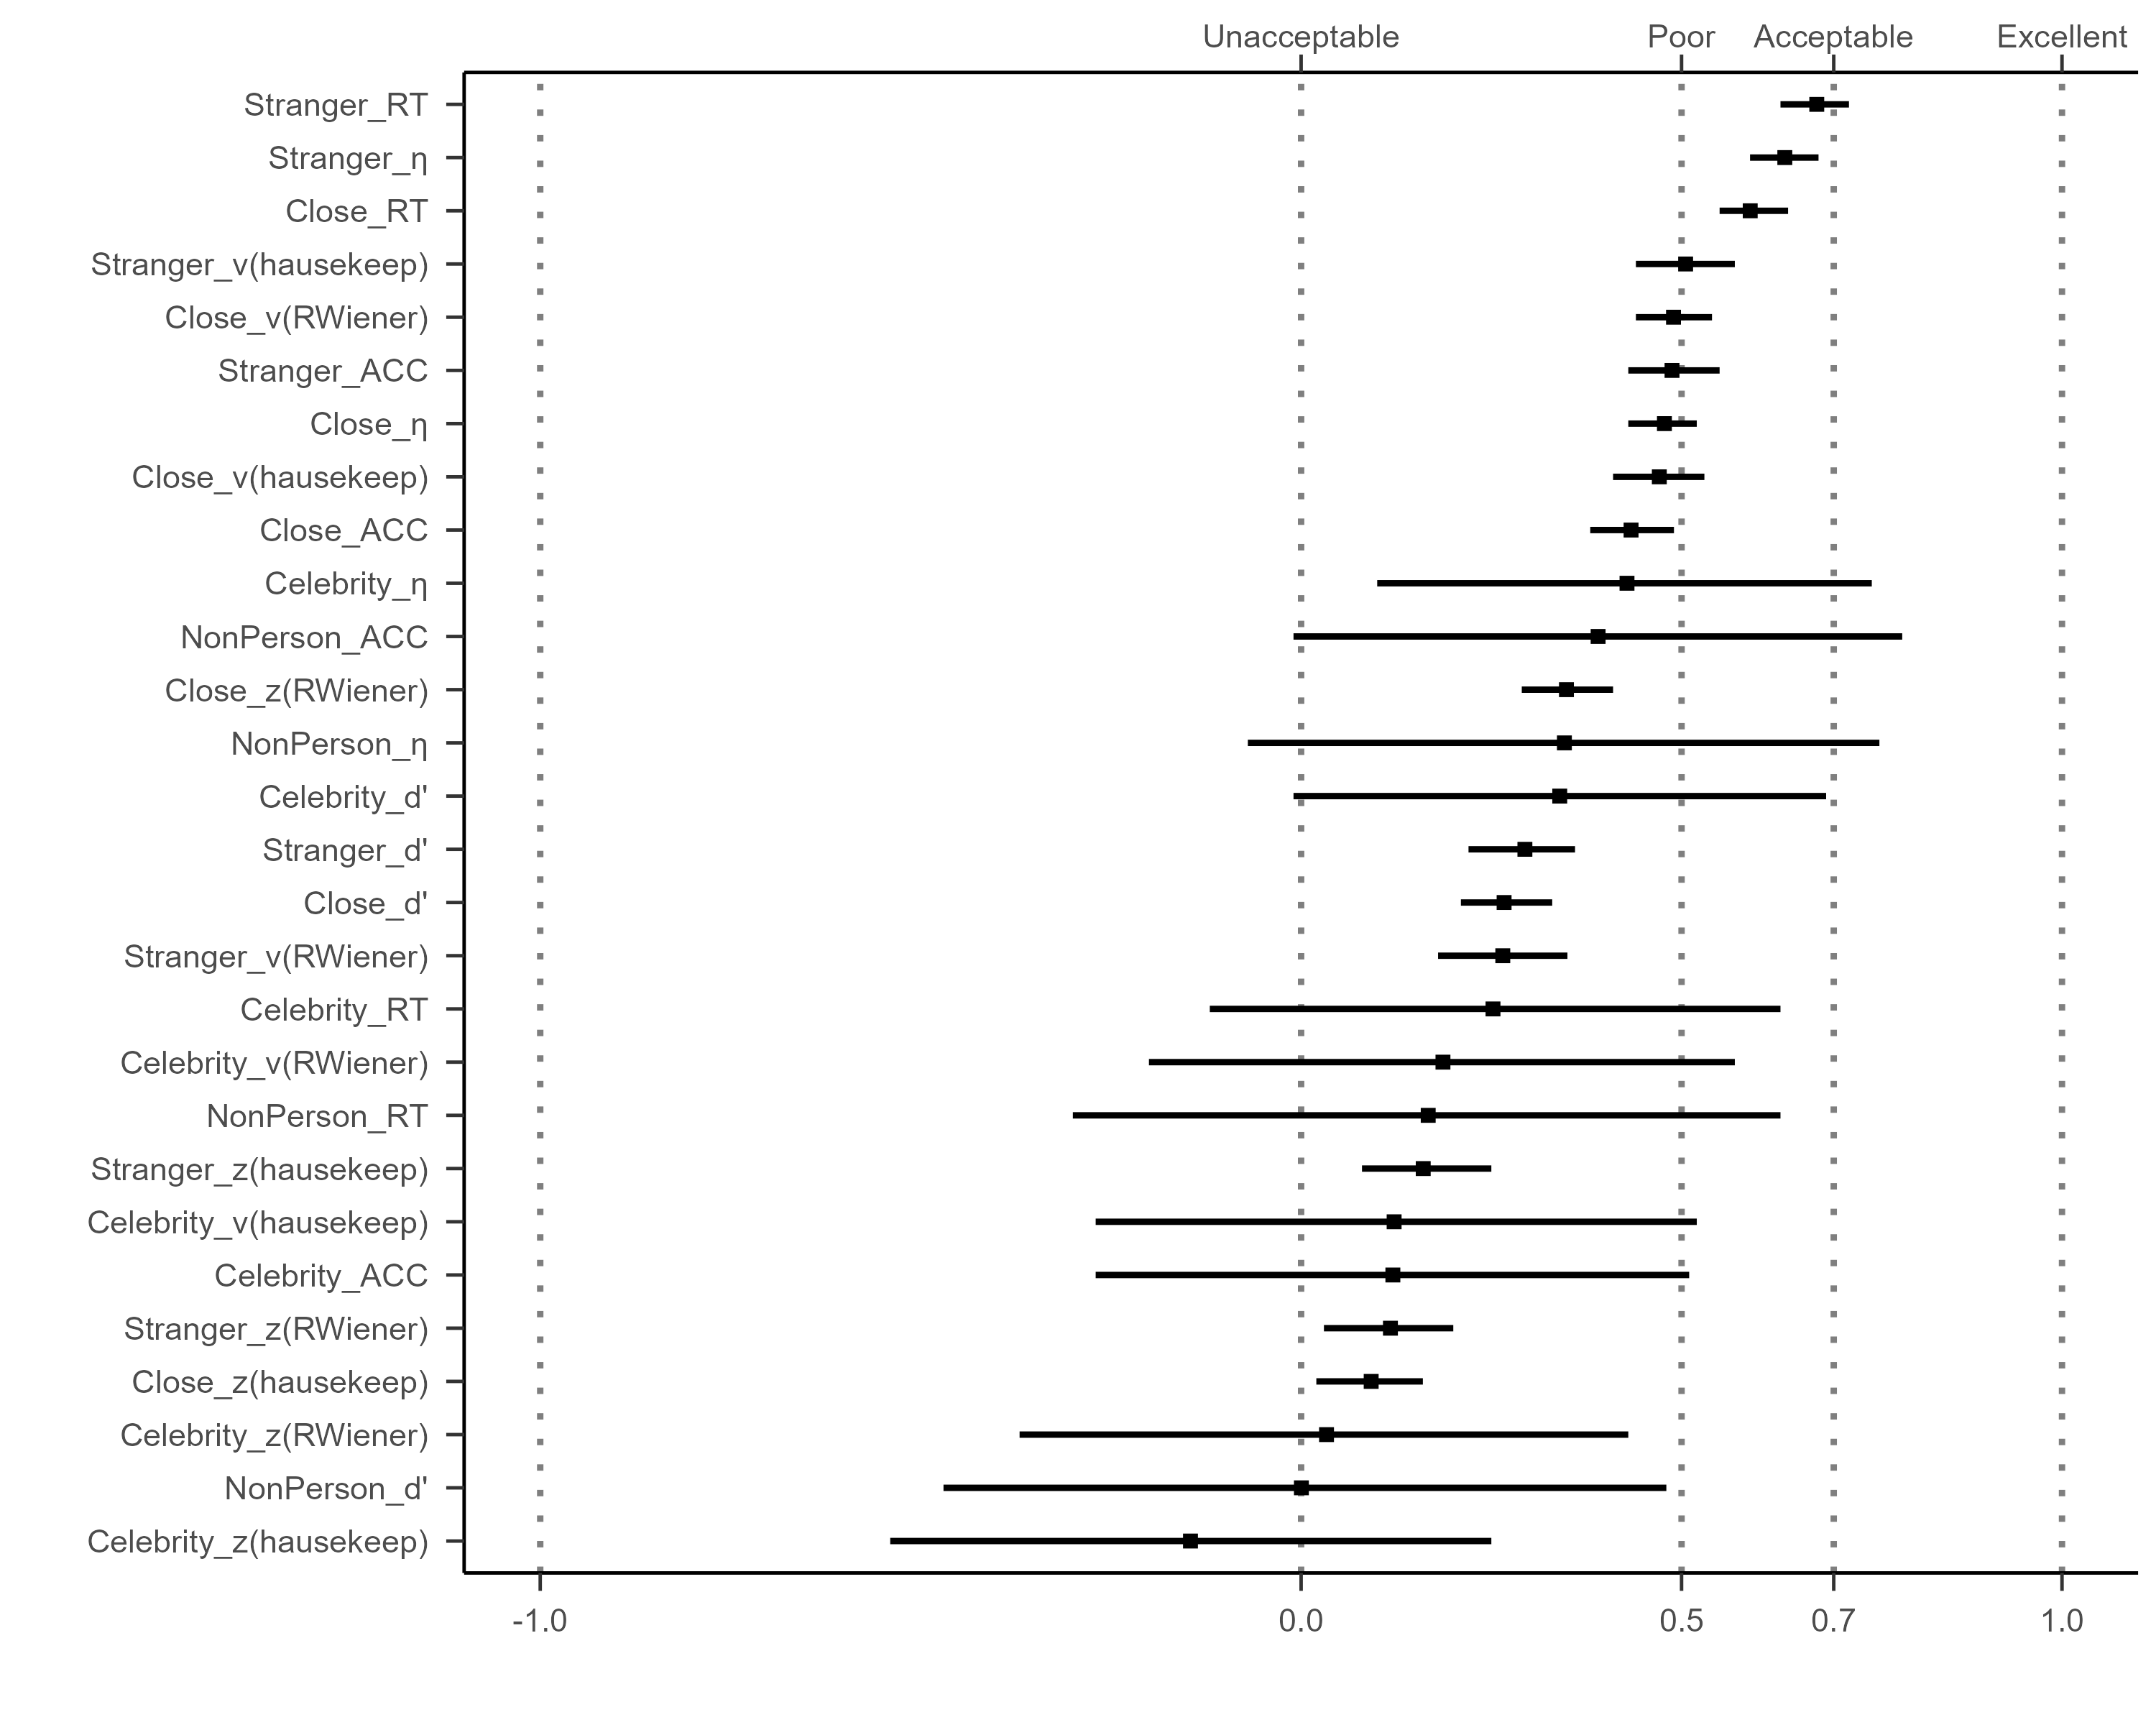 Unacceptable Poor Acceptable Excellent
Stranger_RT
Stranger_η
Close_RT
Stranger_v(hausekeep)
Close_v(RWiener)
Stranger_ACC
Close_η
Close_v(hausekeep)
Close_ACC
Celebrity_η
NonPerson_ACC
Close_z(RWiener)
NonPerson_η
Celebrity_d'
Stranger_d'
Close_d'
Stranger_v(RWiener)
Celebrity_RT
Celebrity_v(RWiener)
NonPerson_RT
Stranger_z(hausekeep)
Celebrity_v(hausekeep)
Celebrity_ACC
Stranger_z(RWiener)
Close_z(hausekeep)
Celebrity_z(RWiener)
NonPerson_d'
Celebrity_z(hausekeep)
-1.0 0.0 0.5 0.7 1.0